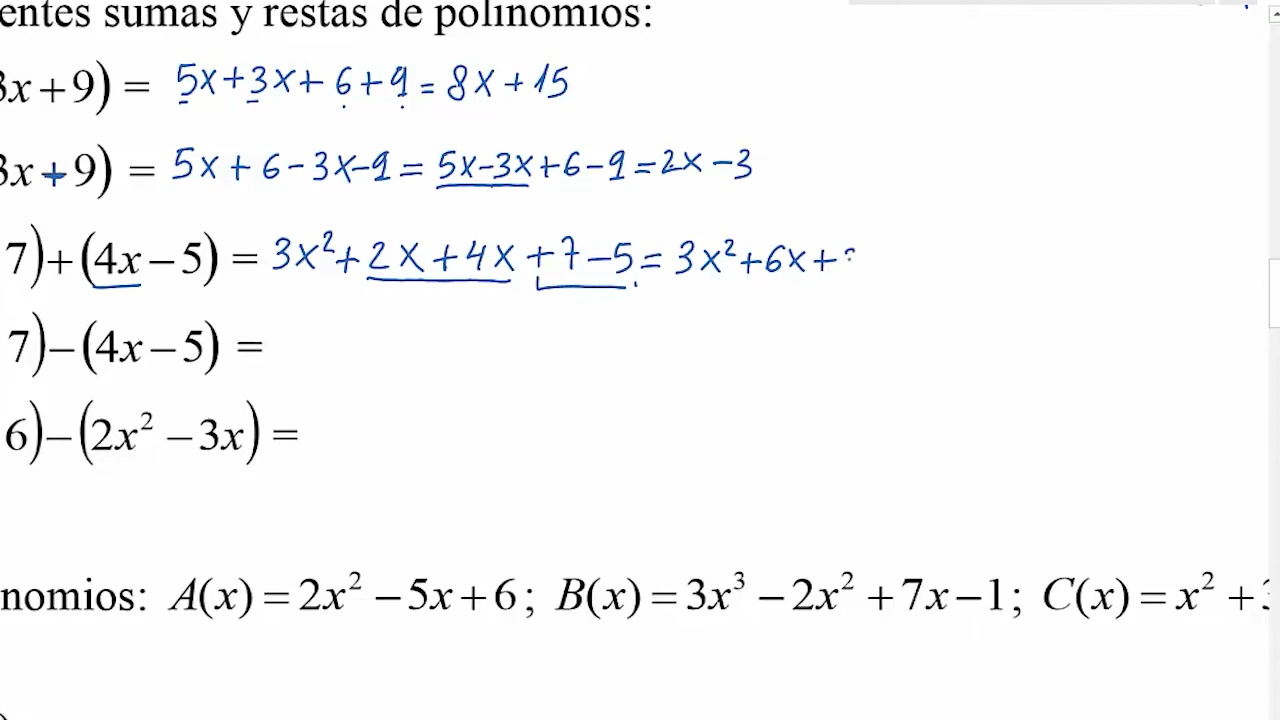 entes sumas y restas de polinomios:
3x + 9) = 5x + 3x + 6 + 9 = 8x + 15
3x + 9) = 5x + 6 - 3x - 9 = 5x - 3x + 6 - 9 = 2x - 3
7) + (4x - 5) = 3x² + 2x + 4x + 7 - 5 = 3x² + 6x +
7) - (4x - 5) =
6) - (2x² - 3x) =
nomios: A(x) = 2x² - 5x + 6; B(x) = 3x³ - 2x² + 7x - 1; C(x) = x² + 3